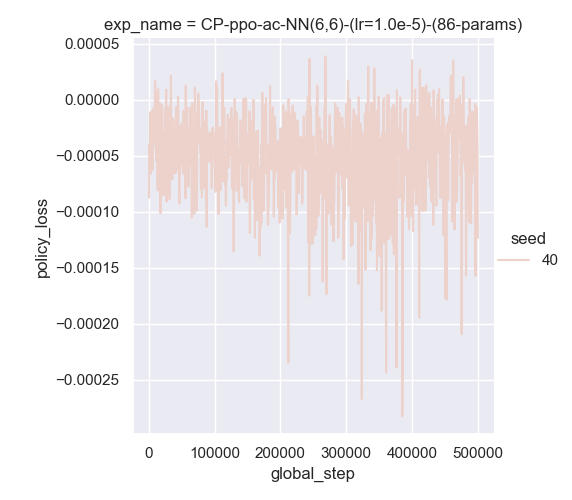 exp_name = CP-ppo-ac-NN(6,6)-(lr=1.0e-5)-(86-params)
0.00005
0.00000
−0.00005
−0.00010
−0.00015
−0.00020
−0.00025
policy_loss
0 100000 200000 300000 400000 500000
global_step
seed
40